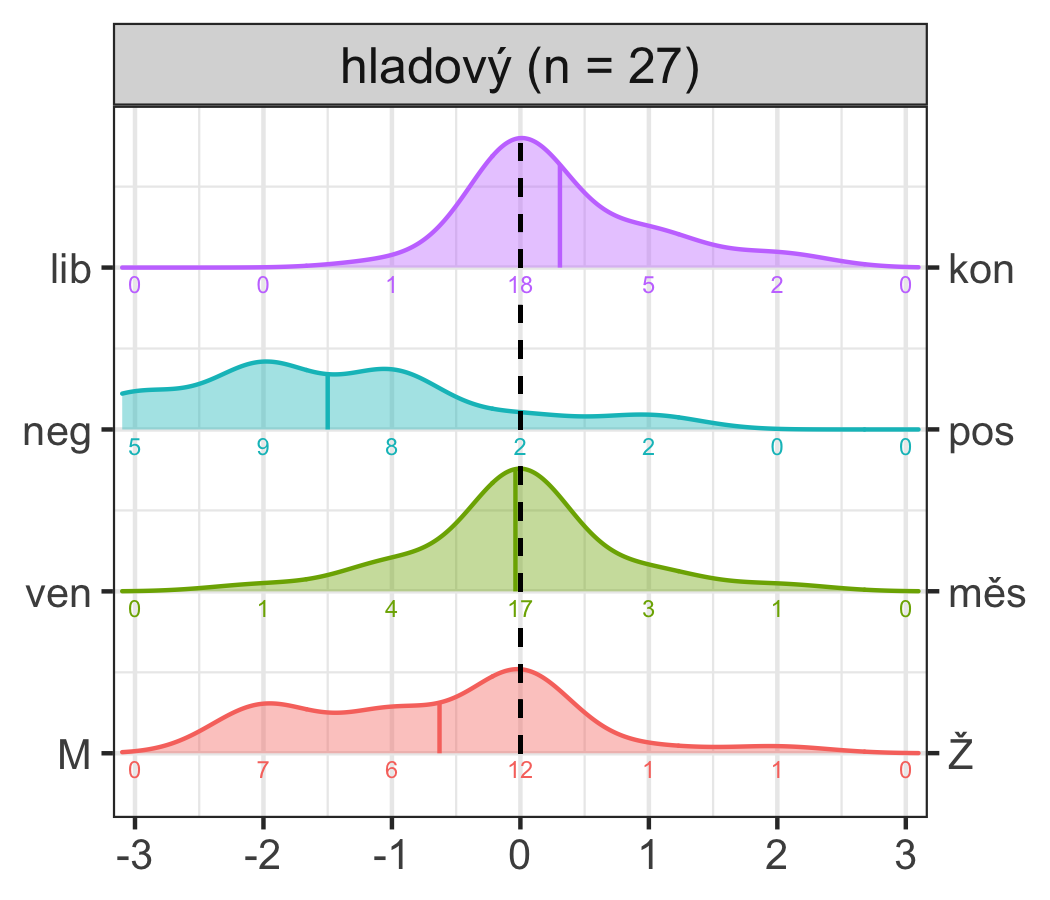 hladový (n = 27)
lib kon
0 0 1 18 5 2 0
neg pos
5 9 8 2 2 0 0
ven měs
0 1 4 17 3 1 0
M Ž
0 7 6 12 1 1 0
-3 -2 -1 0 1 2 3